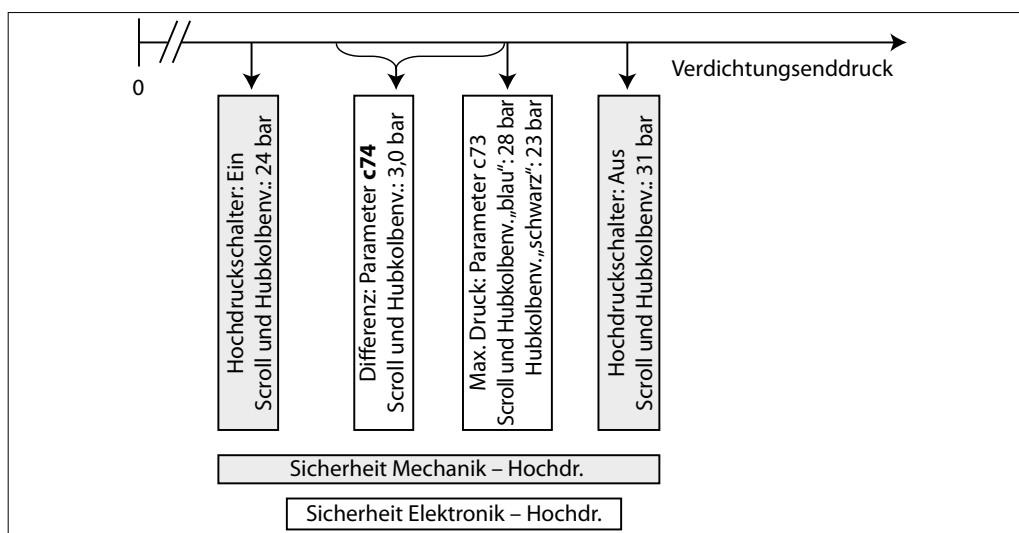 0
Verdichtungsenddruck
Hochdruckschalter: Ein
Scroll und Hubkolbenv.: 24 bar
Differenz: Parameter c74
Scroll und Hubkolbenv.: 3,0 bar
Max. Druck: Parameter c73
Scroll und Hubkolbenv.„blau“: 28 bar
Hubkolbenv.„schwarz“: 23 bar
Hochdruckschalter: Aus
Scroll und Hubkolbenv.: 31 bar
Sicherheit Mechanik – Hochdr.
Sicherheit Elektronik – Hochdr.